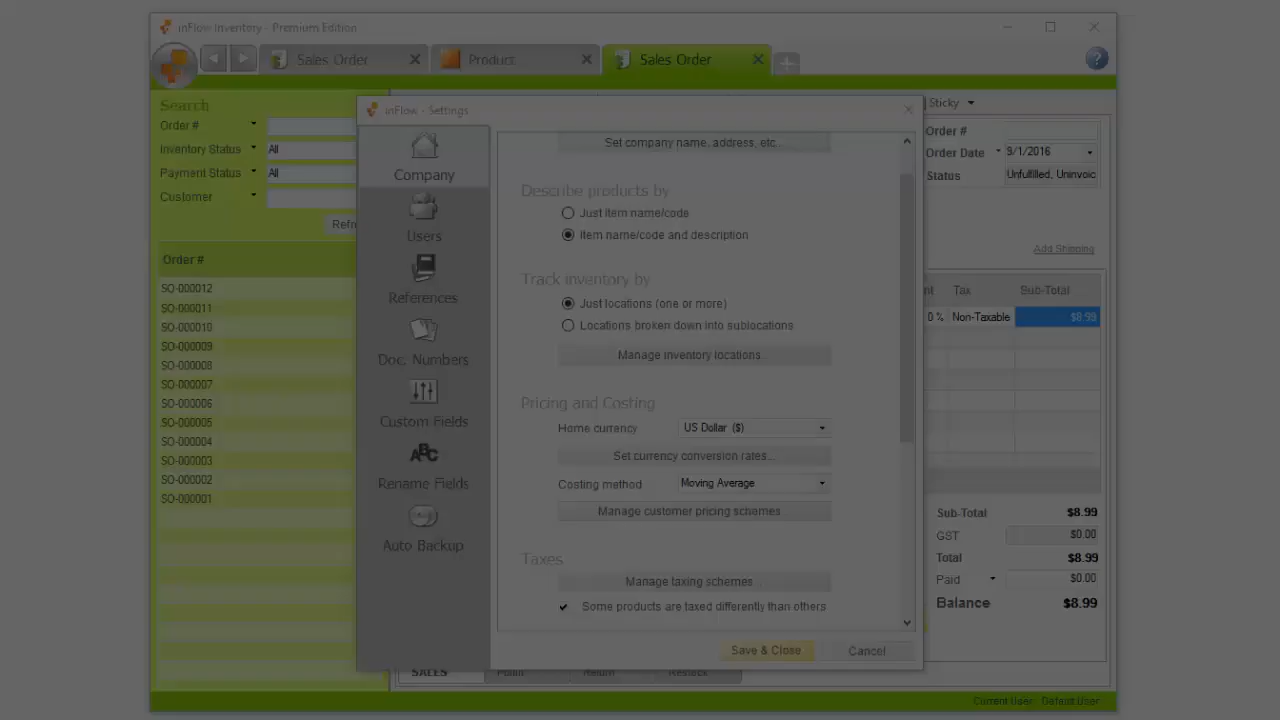 inFlow Inventory - Premium Edition
Sales Order
Product
Sales Order
Search
Order #
Inventory Status
All
Payment Status
All
Customer
Refr
Order #
SO-000012
SO-000011
SO-000010
SO-000009
SO-000008
SO-000007
SO-000006
SO-000005
SO-000004
SO-000003
SO-000002
SO-000001
inFlow - Settings
Company
Users
References
Doc. Numbers
Custom Fields
Rename Fields
Auto Backup
Set company name, address, etc...
Describe products by
Just item name/code
Item name/code and description
Track inventory by
Just locations (one or more)
Locations broken down into sublocations
Manage inventory locations...
Pricing and Costing
Home currency
US Dollar ($)
Set currency conversion rates...
Costing method
Moving Average
Manage customer pricing schemes...
Taxes
Manage taxing schemes...
Some products are taxed differently than others
Save & Close
Cancel
Sticky
Order #
Order Date
9/1/2016
Status
Unfulfilled, Uninvoic
Add Shipping
nt
Tax
Sub-Total
0 %
Non-Taxable
$8.99
Sub-Total
$8.99
GST
$0.00
Total
$8.99
Paid
$0.00
Balance
$8.99
SALES
Return
Restock
Current User: Default User